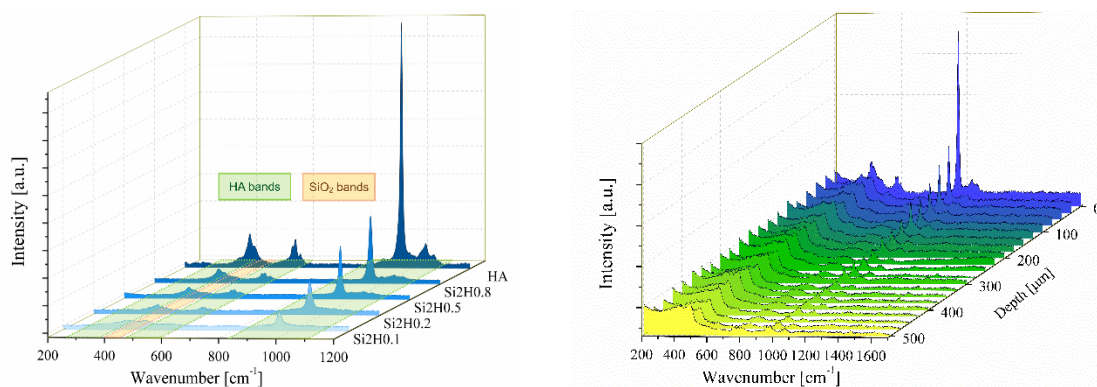 HA bands
SiO₂ bands
Intensity [a.u.]
HA
Si2H0.8
Si2H0.5
Si2H0.2
Si2H0.1
200 400 600 800 1000 1200
Wavenumber [cm⁻¹]
Intensity [a.u.]
0
100
200
300
400
500
Depth [µm]
200 400 600 800 1000 1200 1400 1600
Wavenumber [cm⁻¹]